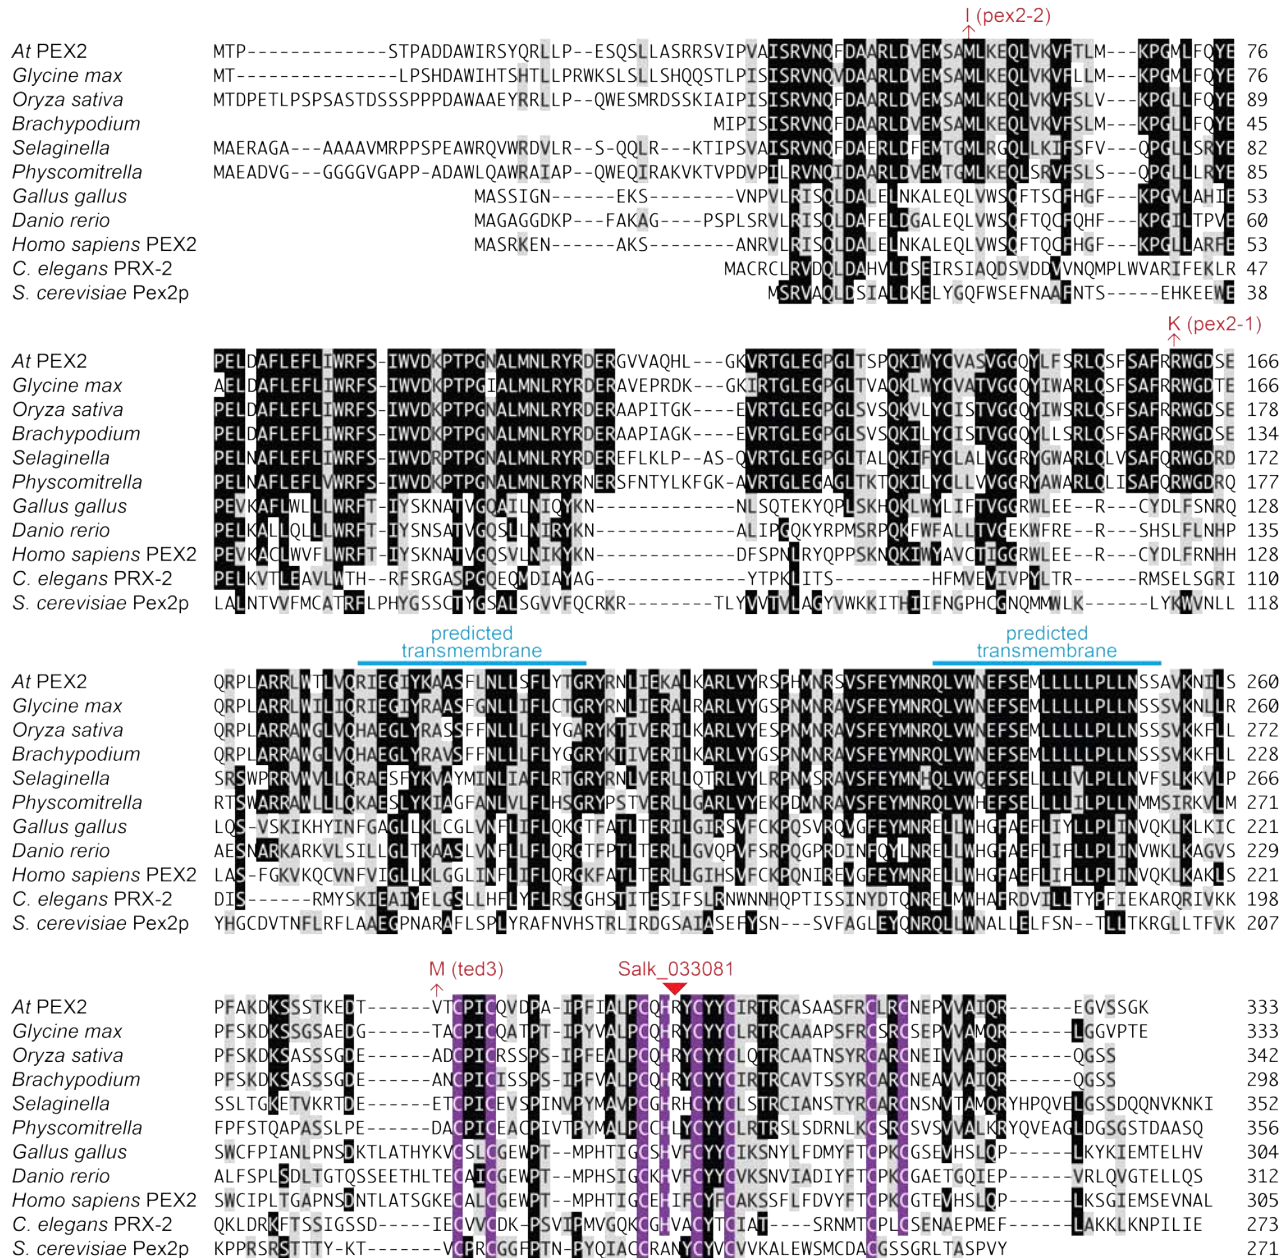 I (pex2-2)
At PEX2 MTP-------------STPADDAWIRSYQRLLP--ESQSLLASRRSVIPVAISRVNQFDAARLDVEMSAMLKEQLVKVFTLM---KPGMLFQYE 76
Glycine max MT---------------LPSHDAWIHTSHTLLPRWKSLSLLSHQQSTLPISISRVNQYDAARLDVEMSAMLKEQLVKVFLLM---KPGMLFQYE 76
Oryza sativa MTDPETLPSPSASTDSSSPPPDAWAAEYRRLLP--QWESMRDSSKIAIPISISRVNQFDAARLDVEMSAMLKEQLVKVFSLV---KPGLLFQYE 89
Brachypodium MIPISISRVNQFDAARLDVEMSAMLKEQLVKVFSLM---KPGLLFQYE 45
Selaginella MAERAGA---AAAAVMRPPSPEAWRQVWRDVLR--S-QQLR---KTIPSVAISRVNQFDAERLDFEMTGMLRGQLLKIFSFV---QPGLLSRYE 82
Physcomitrella MAEADVG---GGGGVGAPP-ADAWLQAWRAIAP--QWEQIRAKVKTVPDVPILRVNQIDAARLDVEMTGMLKEQLSRVFSLS---QPGLLLRYE 85
Gallus gallus MASSIGN------EKS--------VNPVLRISQLDALELNKALEQLVWSQFTSCFHGF---KPGVLAHIE 53
Danio rerio MAGAGGDKP---FAKAG---PSPLSRVLRISQLDAFELDGALEQLVWSQFTQCFQHF---KPGILTPVE 60
Homo sapiens PEX2 MASRKEN------AKS--------ANRVLRISQLDALELNKALEQLVWSQFTQCFHGF---KPGLLARFE 53
C. elegans PRX-2 MACRCLRVDQLDAHVLDSEIRSIAQDSVDDVVNQMPLWVARIFEKLR 47
S. cerevisiae Pex2p MSRVAQLDSIALDKELYGQFWSEFNAAFNTS-----EHKEEWE 38
K (pex2-1)
At PEX2 PELDAFLEFLIWRFS-IWVDKPTPGNALMNLRYRDERGVVAQHL---GKVRTGLEGPGLTSPQKIWYCVASVGGQYLFSRLQSFSAFRRWGDSE 166
Glycine max AELDAFLEFLIWRFS-IWVDKPTPGIALMNLRYRDERAVEPRDK---GKIRTGLEGPGLTVAQKLWYCVATVGGQYIWARLQSFSAFRRWGDTE 166
Oryza sativa PELDAFLEFLIWRFS-IWVDKPTPGNALMNLRYRDERAAPITGK----EVRTGLEGPGLSVSQKVLYCISTVGGQYIWSRLQSFSAFRRWGDSE 178
Brachypodium PELDAFLEFLIWRFS-IWVDKPTPGNALMNLRYRDERAAPIAGK----EVRTGLEGPGLSVSQKILYCISTVGGQYLLSRLQSFSAFRRWGDSE 134
Selaginella PELNAFLEFLIWRFS-IWVDRPTPGNALMNLRYRDEREFLKLP--AS-QVRTGLEGPGLTALQKIFYCLALVGGRYGWARLQLVSAFQRWGDRD 172
Physcomitrella PELNAFLEFLVWRFS-IWVDKPTPGNALMNLRYRNERSFNTYLKFGK-AVRTGLEGAGLTKTQKILYCLLVVGGRYAWARLQLISAFQRWGDRQ 177
Gallus gallus PEVKAFLWLLLWRFT-IYSKNATVGQAILNIQYKN-------------NLSQTEKYQPLSKHQKLWYLIFTVGGRWLEE--R---CYDLFSNRQ 128
Danio rerio PELKALLQLLLWRFT-IYSNSATVGQSLLNIRYKN-------------ALIPGQKYRPMSRPQKFWFALLTVGEKWFRE--R---SHSLFLNHP 135
Homo sapiens PEX2 PEVKACLWVFLWRFT-IYSKNATVGQSVLNIKYKN-------------DFSPNLRYQPPSKNQKIWYAVCTIGGRWLEE--R---CYDLFRNHH 128
C. elegans PRX-2 PELKVTLEAVLWTH--RFSRGASPGQEQMDIAYAG--------------YTPKLITS---------HFMVEVIVPYLTR------RMSELSGRI 110
S. cerevisiae Pex2p LALNTVVFMCATRFLPHYGSSCTYGSALSGVVFQCRKR--------TLYVVTVLAGYVWKKITHIIFNGPHCGNQMMWLK------LYKWVNLL 118
predicted transmembrane
predicted transmembrane
At PEX2 QRPLARRLWTLVQRIEGIYKAASFLNLLSFLYTGRYRNLIEKALKARLVYRSPHMNRSVSFEYMNRQLVWNEFSEMLLLLLPLLNSSAVKNILS 260
Glycine max QRPLARRLWILIQRIEGIYRAASFGNLLIFLCTGRYRNLIERALRARLVYGSPNMNRAVSFEYMNRQLVWNEFSEMLLLLLPLLNSSSVKNLLR 260
Oryza sativa QRPLARRAWGLVQHAEGLYRASSFFNLLLFLYGARYKTIVERILKARLVYGSPNMNRAVSFEYMNRQLVWNEFSEMLLLLLPLLNSSSVKKFLL 272
Brachypodium QRPLARRAWGLVQHAEGLYRAVSFFNLLLFLYGGRYKTIVERILKARLVYGSPNMNRAVSFEYMNRQLVWNEFSEMLLLLLPLLNSSSVKKFLL 228
Selaginella SRSWPRRVWVLLQRAESFYKVAYMINLIAFLRTGRYRNLVERLLQTRLVYLRPNMSRAVSFEYMNHQLVWQEFSELLLLVLPLLNVFSLKKVLP 266
Physcomitrella RTSWARRAWLLLQKAESLYKIAGFANLVLFLHSGRYPSTVERLLGARLVYEKPDMNRAVSFEYMNRQLVWHEFSELLLLILPLLNMMSIRKVLM 271
Gallus gallus LQS-VSKIKHYINFGAGLLKLCGLVNFLIFLQKGTFATLTERILGIRSVFCKPQSVRQVGFEYMNRELLWHGFAEFLIYLLPLINVQKLKLKIC 221
Danio rerio AESNARKARKVLSILLGLTKAASLVNFLLFLQRGTFPTLTERLLGVQPVFSRPQGPRDINFQYLNRELLWHGFAEFLIFLLPLINVWKLKAGVS 229
Homo sapiens PEX2 LAS-FGKVKQCVNFVIGLLKLGGLINFLIFLQRGKFATLTERLLGIHSVFCKPQNIREVGFEYMNRELLWHGFAEFLIFLLPLINVQKLKAKLS 221
C. elegans PRX-2 DIS------RMYSKIEAIYELGSLLHFLYFLRSGGHSTITESIFSLRNWNNHQPTISSINYDTQNRELMWHAFRDVILLTYPFIEKARQRIVKK 198
S. cerevisiae Pex2p YHGCDVTNFLRFLAAEGPNARAFLSPLYRAFNVHSTRLIRDGSAIASEFYSN---SVFAGLEYQNRQLLWNALLELFSN--TLLTKRGLLTFVK 207
M (ted3)
Salk_033081
At PEX2 PFAKDKSSSTKEDT------VTCPICQVDPA-IPFIALPCQHRYCYYCIRTRCASAASFRCLRCNEPVVAIQR------EGVSSGK 333
Glycine max PFSKDKSSGSAEDG------TACPICQATPT-IPYVALPCQHRYCYYCIRTRCAAAPSFRCSRCSEPVVAMQR------LGGVPTE 333
Oryza sativa PFSKDKSASSSGDE------ADCPICRSSPS-IPFEALPCQHRYCYYCLQTRCAATNSYRCARCNEIVVAIQR------QGSS 342
Brachypodium PFSKDKSASSSGDE------ANCPICISSPS-IPFVALPCQHRYCYYCLRTRCAVTSSYRCARCNEAVVAIQR------QGSS 298
Selaginella SSLTGKETVKRTDE------ETCPICEVSPINVPYMAVPCGHRHCYYCLSTRCIANSTYRCARCNSNVTAMQRYHPQVELGSSDQQNVKNKI 352
Physcomitrella FPFSTQAPASSLPE------DACPICEACPIVTPYMALPCCHLYCYYCLRTRSLSDRNLKCSRCSVSVVALKRYQVEAGLDGSGSTDAASQ 356
Gallus gallus SWCFPIANLPNSDKTLATHYKVCSLCGEWPT--MPHTIGCSHVFCYYCIKSNYLFDMYFTCPKCGSEVHSLQP------LKYKIEMTELHV 304
Danio rerio ALFSPLSDLTGTQSSEETHLTECAICGEWPT--MPHSIGCKHVFCYYCIKSNVIADIYFTCPKCGAETGQIEP------VRLQVGTELLQS 312
Homo sapiens PEX2 SWCIPLTGAPNSDNTLATSGKECALCGEWPT--MPHTIGCEHIFCYFCAKSSFLFDVYFTCPKCGTEVHSLQP------LKSGIEMSEVNAL 305
C. elegans PRX-2 QKLDRKFTSSIGSSD-----IECVVCDK-PSVIPMVGQKCGHVACYTCIAT----SRNMTCPLCSENAEPMEF------LAKKLKNPILIE 273
S. cerevisiae Pex2p KPPRSRSTTTY-KT------VCPRCGGFPTN-PYQIACCRANYCYVCVVKALEWSMCDACGSSGRLTASPVY 271